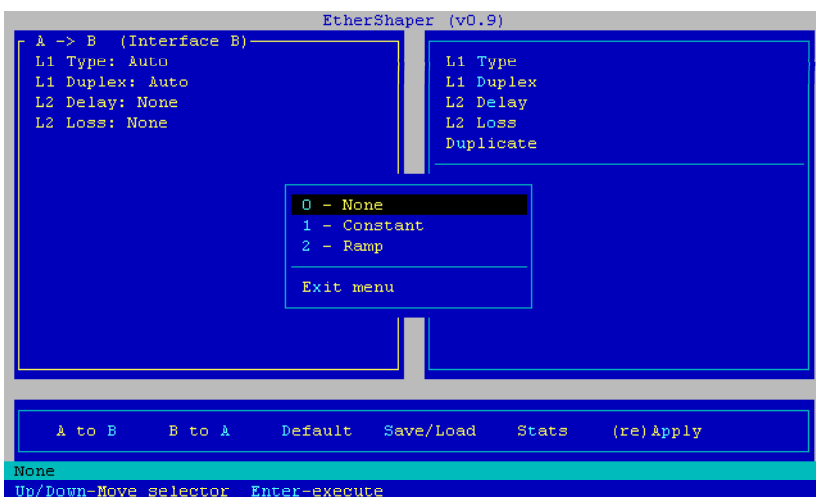 EtherShaper (v0.9)
A -> B (Interface B)
L1 Type: Auto
L1 Duplex: Auto
L2 Delay: None
L2 Loss: None
L1 Type
L1 Duplex
L2 Delay
L2 Loss
Duplicate
0 - None
1 - Constant
2 - Ramp
Exit menu
A to B B to A Default Save/Load Stats (re)Apply
None
Up/Down-Move selector Enter-execute